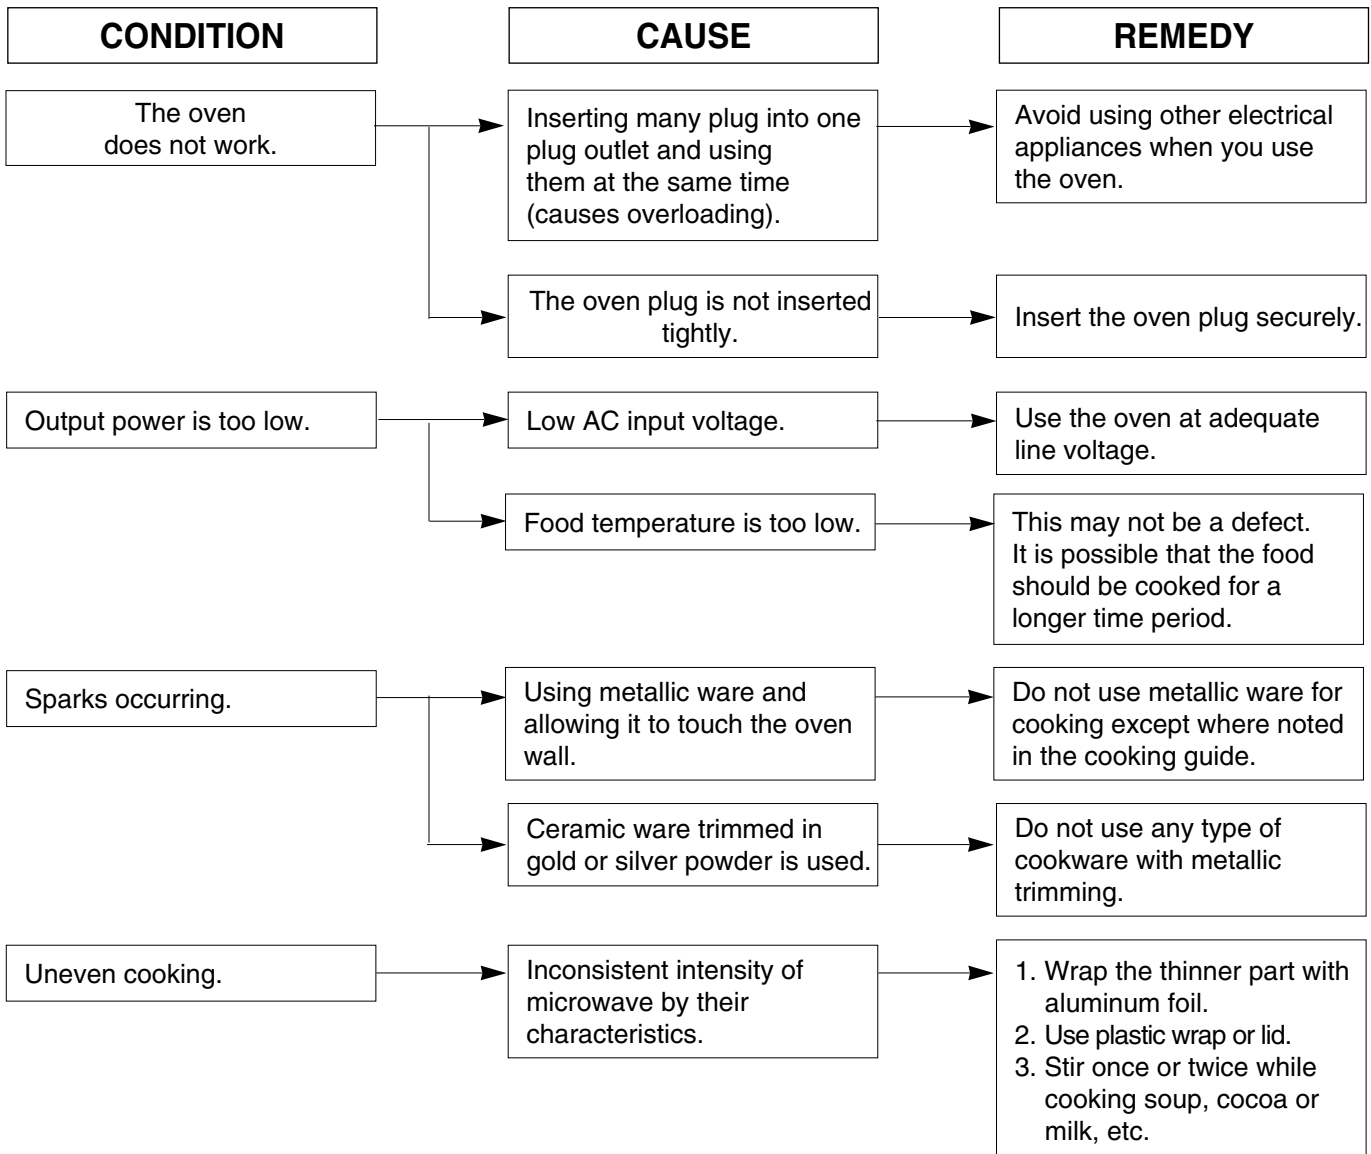 CONDITION
CAUSE
REMEDY
The oven
does not work.
Inserting many plug into one
plug outlet and using
them at the same time
(causes overloading).
Avoid using other electrical
appliances when you use
the oven.
The oven plug is not inserted
tightly.
Insert the oven plug securely.
Output power is too low.
Low AC input voltage.
Use the oven at adequate
line voltage.
Food temperature is too low.
This may not be a defect.
It is possible that the food
should be cooked for a
longer time period.
Sparks occurring.
Using metallic ware and
allowing it to touch the oven
wall.
Do not use metallic ware for
cooking except where noted
in the cooking guide.
Ceramic ware trimmed in
gold or silver powder is used.
Do not use any type of
cookware with metallic
trimming.
Uneven cooking.
Inconsistent intensity of
microwave by their
characteristics.
1. Wrap the thinner part with
aluminum foil.
2. Use plastic wrap or lid.
3. Stir once or twice while
cooking soup, cocoa or
milk, etc.